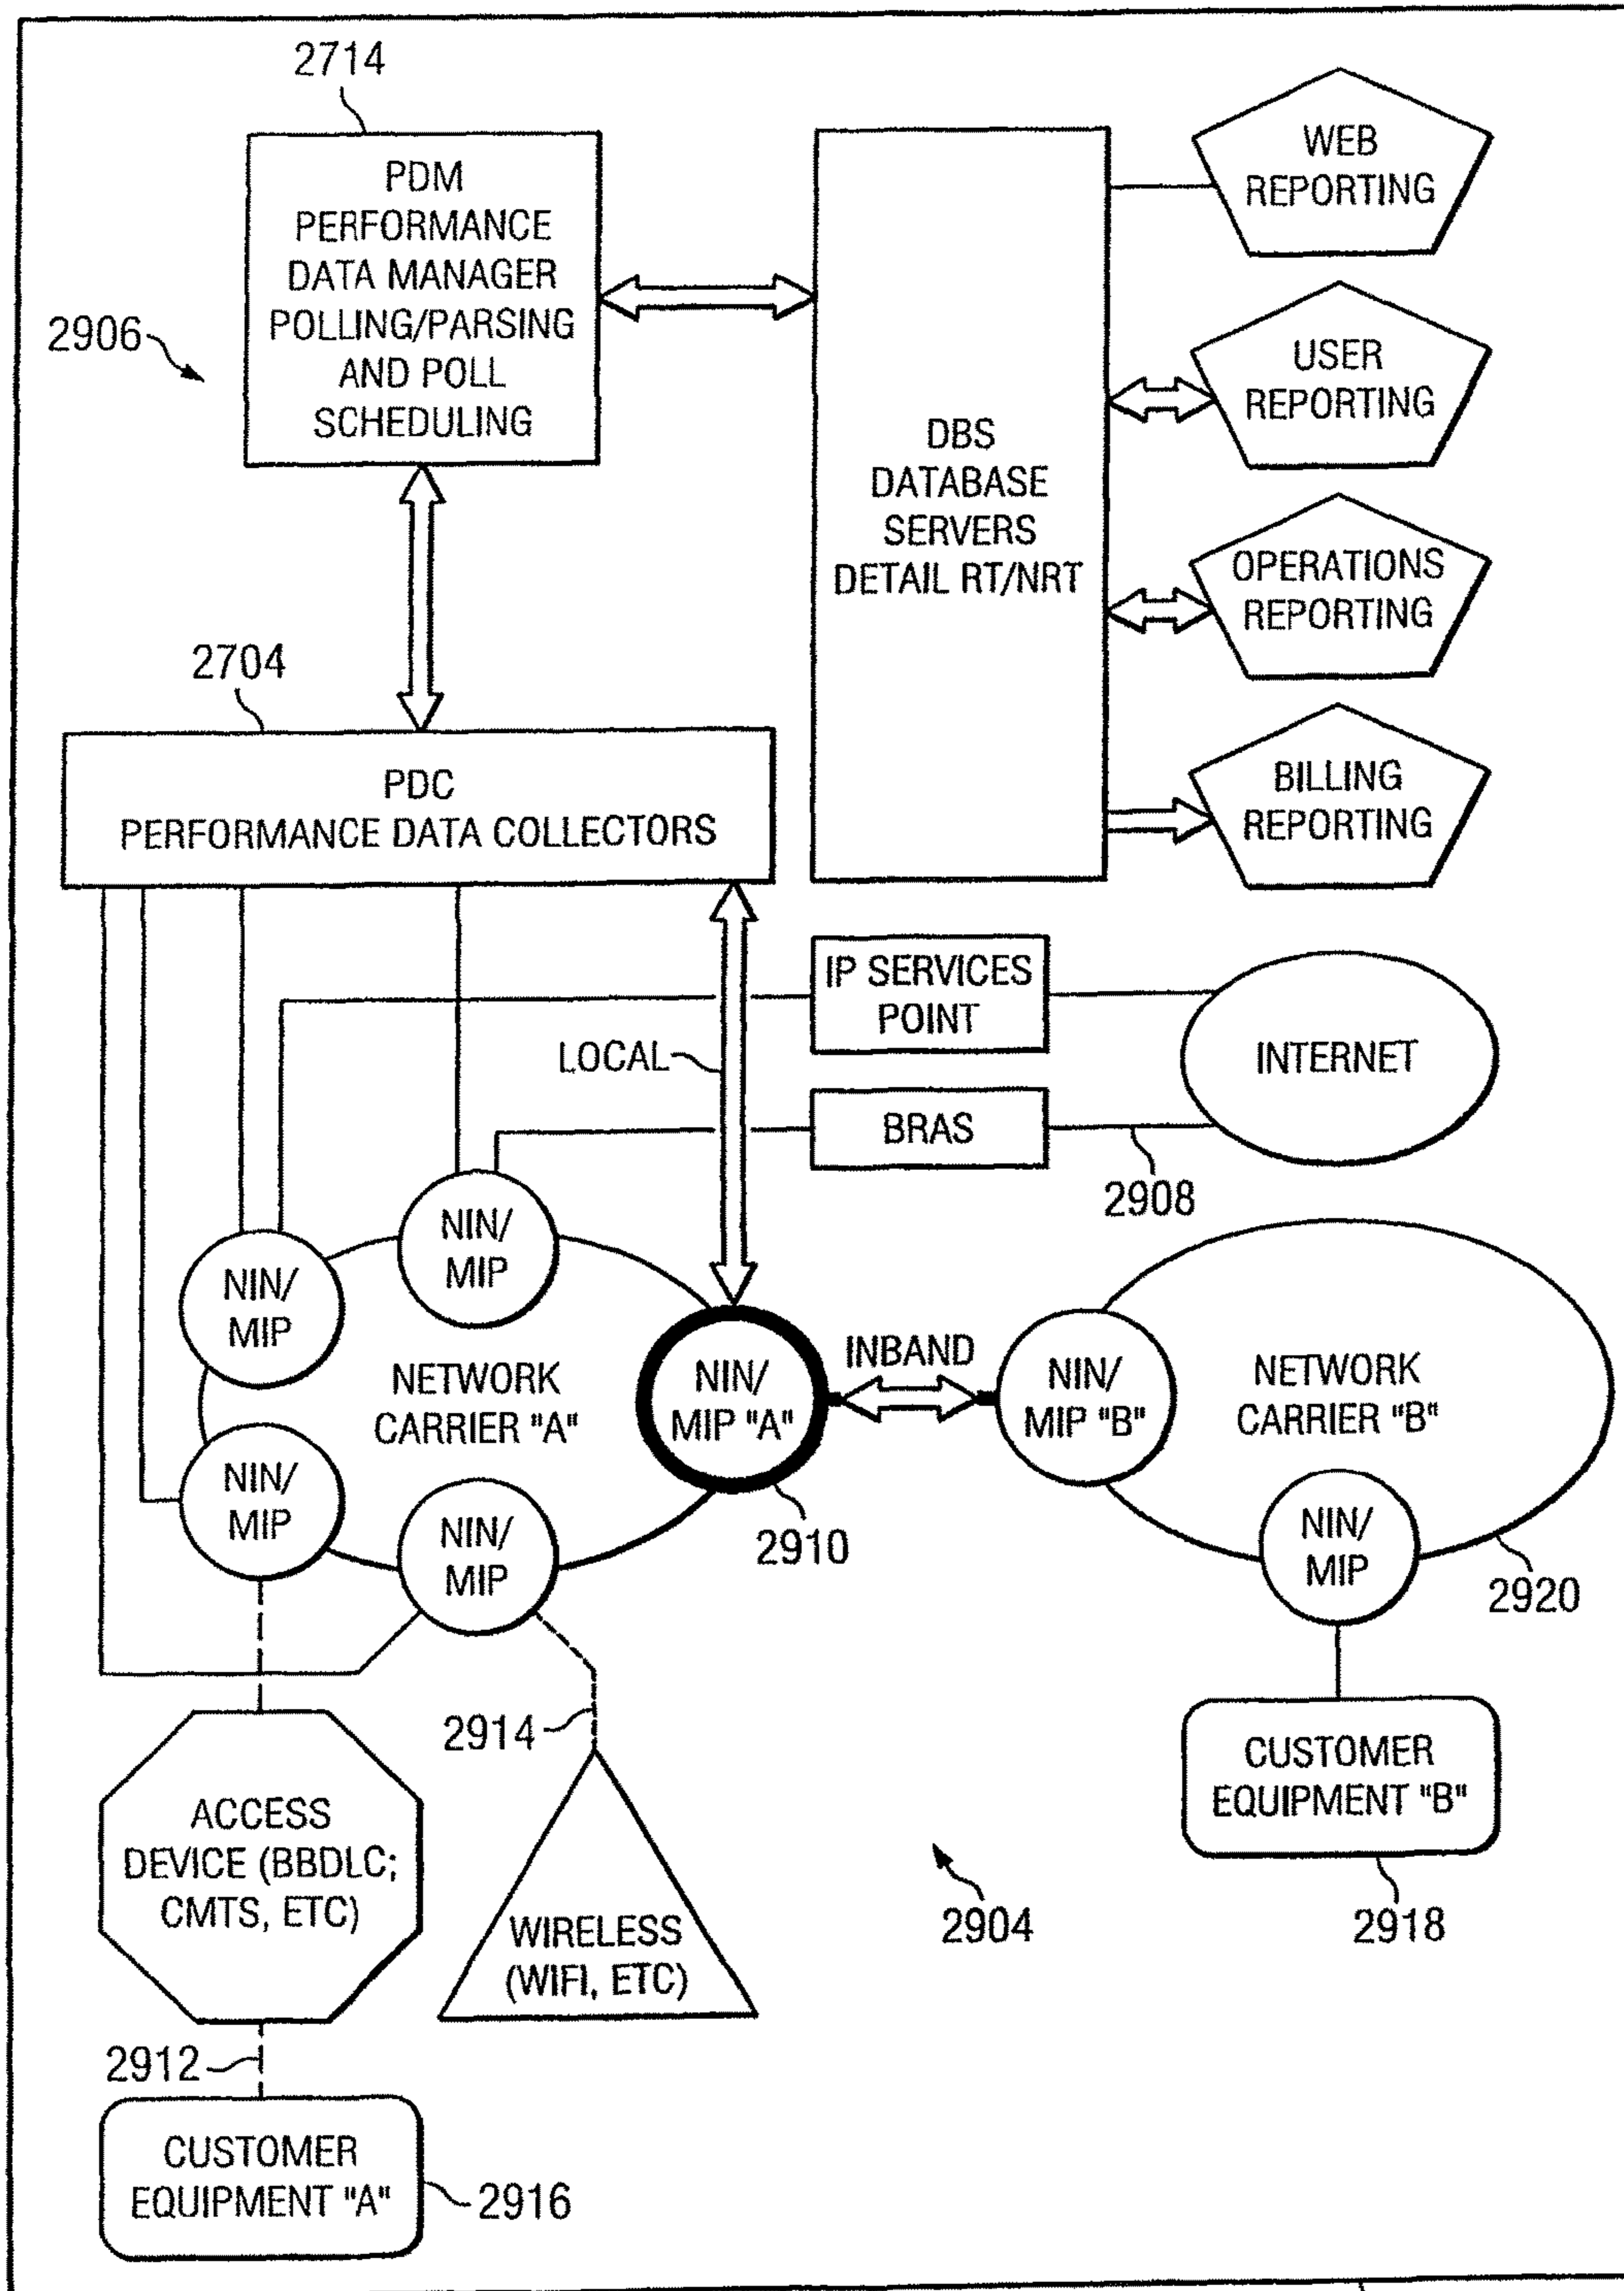 2714
PDM
PERFORMANCE
DATA MANAGER
POLLING/PARSING
AND POLL
SCHEDULING
2906
DBS
DATABASE
SERVERS
DETAIL RT/NRT
WEB
REPORTING
USER
REPORTING
OPERATIONS
REPORTING
BILLING
REPORTING
2704
PDC
PERFORMANCE DATA COLLECTORS
IP SERVICES
POINT
LOCAL
INTERNET
BRAS
2908
NIN/
MIP
NIN/
MIP
NETWORK
CARRIER "A"
NIN/
MIP "A"
INBAND
NIN/
MIP "B"
NETWORK
CARRIER "B"
NIN/
MIP
NIN/
MIP
2910
NIN/
MIP
2920
2914
ACCESS
DEVICE (BBDLC;
CMTS, ETC)
WIRELESS
(WIFI, ETC)
2904
CUSTOMER
EQUIPMENT "B"
2918
2912
CUSTOMER
EQUIPMENT "A"
2916